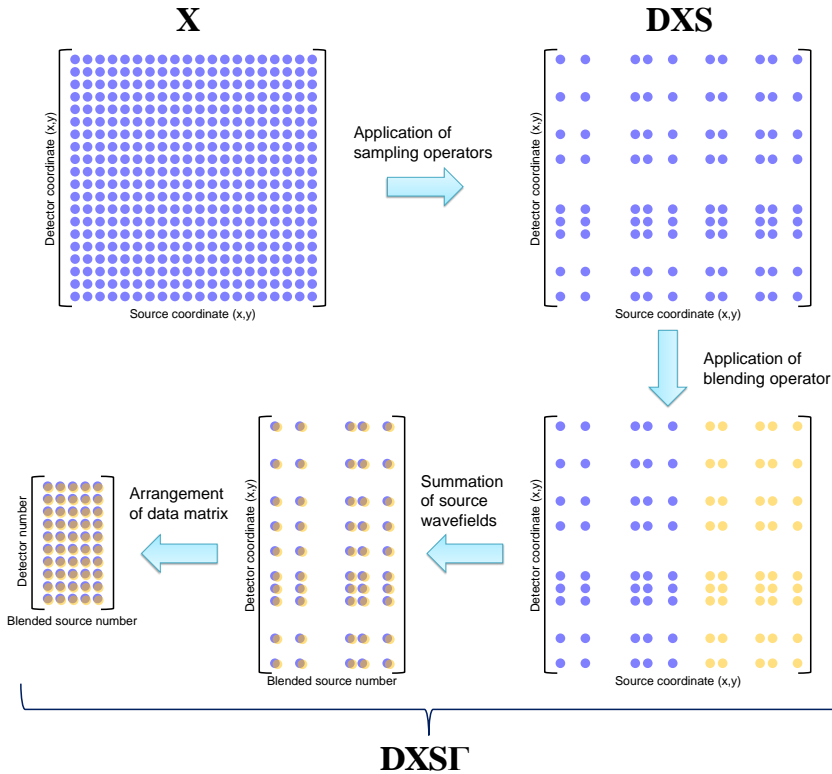 X
DXS
Detector coordinate (x,y)
Source coordinate (x,y)
Application of
sampling operators
Detector coordinate (x,y)
Source coordinate (x,y)
Application of
blending operator
Detector coordinate (x,y)
Source coordinate (x,y)
Summation
of source
wavefields
Detector coordinate (x,y)
Blended source number
Arrangement
of data matrix
Detector number
Blended source number
DXSΓ